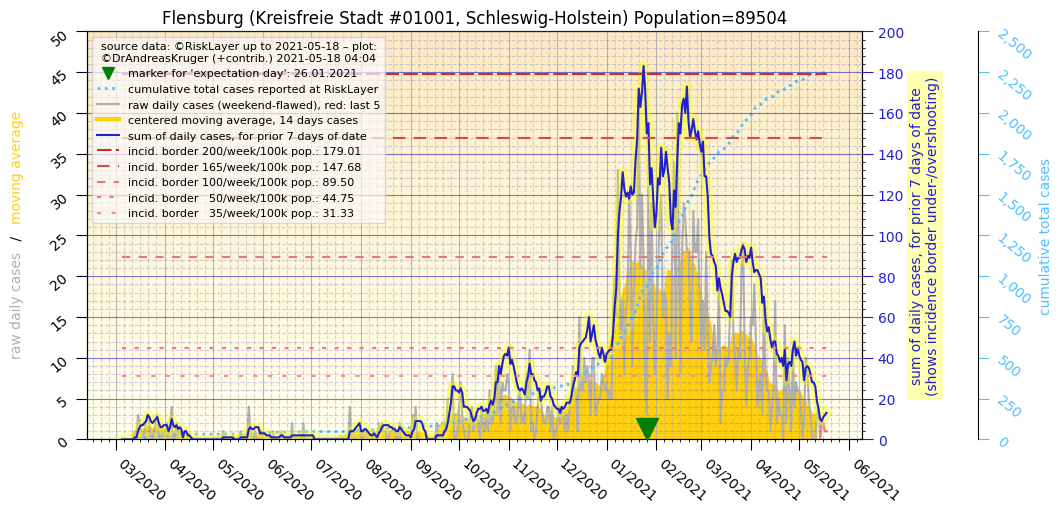 Flensburg (Kreisfreie Stadt #01001, Schleswig-Holstein) Population=89504
source data: ©RiskLayer up to 2021-05-18 – plot:
©DrAndreasKruger (+contrib.) 2021-05-18 04:04
marker for 'expectation day': 26.01.2021
cumulative total cases reported at RiskLayer
raw daily cases (weekend-flawed), red: last 5
centered moving average, 14 days cases
sum of daily cases, for prior 7 days of date
incid. border 200/week/100k pop.: 179.01
incid. border 165/week/100k pop.: 147.68
incid. border 100/week/100k pop.: 89.50
incid. border 50/week/100k pop.: 44.75
incid. border 35/week/100k pop.: 31.33
raw daily cases / moving average
50
45
40
35
30
25
20
15
10
5
0
03/2020
04/2020
05/2020
06/2020
07/2020
08/2020
09/2020
10/2020
11/2020
12/2020
01/2021
02/2021
03/2021
04/2021
05/2021
06/2021
200
180
160
140
120
100
80
60
40
20
0
sum of daily cases, for prior 7 days of date
(shows incidence border under-/overshooting)
2,500
2,250
2,000
1,750
1,500
1,250
1,000
750
500
250
0
cumulative total cases